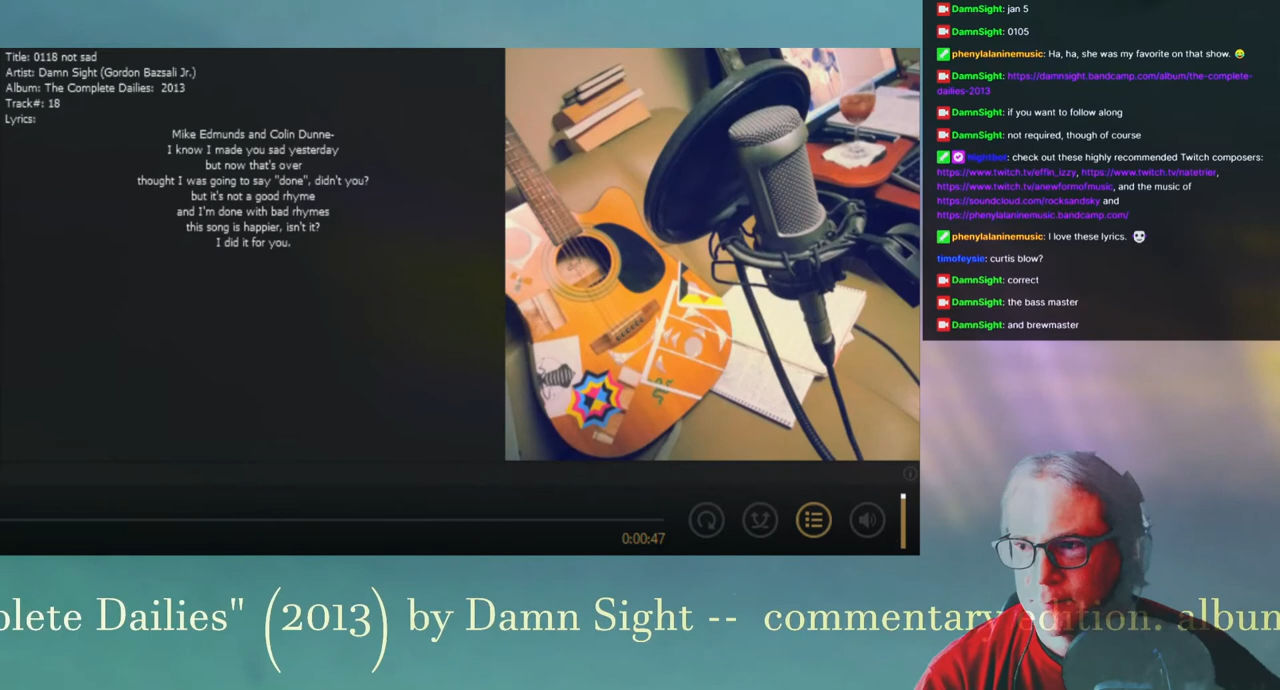 Title: 0118 not sad
Artist: Damn Sight (Gordon Bazsali Jr.)
Album: The Complete Dailies:  2013
Track#: 18
Lyrics:
Mike Edmunds and Colin Dunne-
I know I made you sad yesterday
but now that's over
thought I was going to say "done", didn't you?
but it's not a good rhyme
and I'm done with bad rhymes
this song is happier, isn't it?
I did it for you.
0:00:47
DamnSight: jan 5
DamnSight: 0105
phenylalaninemusic: Ha, ha, she was my favorite on that show. 😅
DamnSight: https://damnsight.bandcamp.com/album/the-complete-
dailies-2013
DamnSight: if you want to follow along
DamnSight: not required, though of course
Nightbot: check out these highly recommended Twitch composers:
https://www.twitch.tv/effin_izzy, https://www.twitch.tv/natetrier,
https://www.twitch.tv/anewformofmusic, and the music of
https://soundcloud.com/rocksandsky and
https://phenylalaninemusic.bandcamp.com/
phenylalaninemusic: I love these lyrics.
timofeysie: curtis blow?
DamnSight: correct
DamnSight: the bass master
DamnSight: and brewmaster
plete Dailies" (2013) by Damn Sight -- commentary edition. album